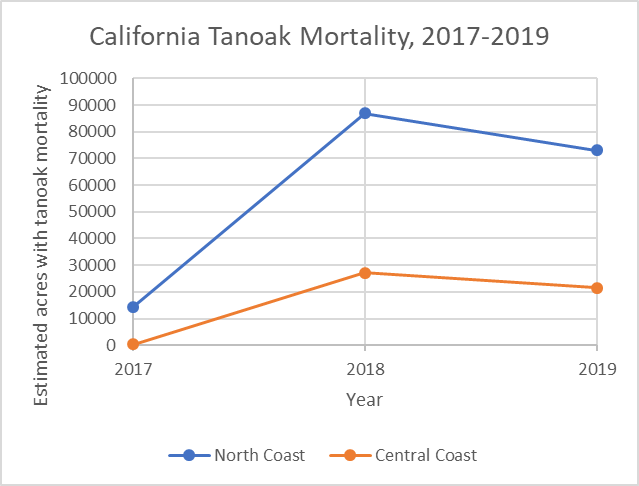 California Tanoak Mortality, 2017-2019
Estimated acres with tanoak mortality
100000
90000
80000
70000
60000
50000
40000
30000
20000
10000
0
2017 2018 2019
Year
North Coast Central Coast